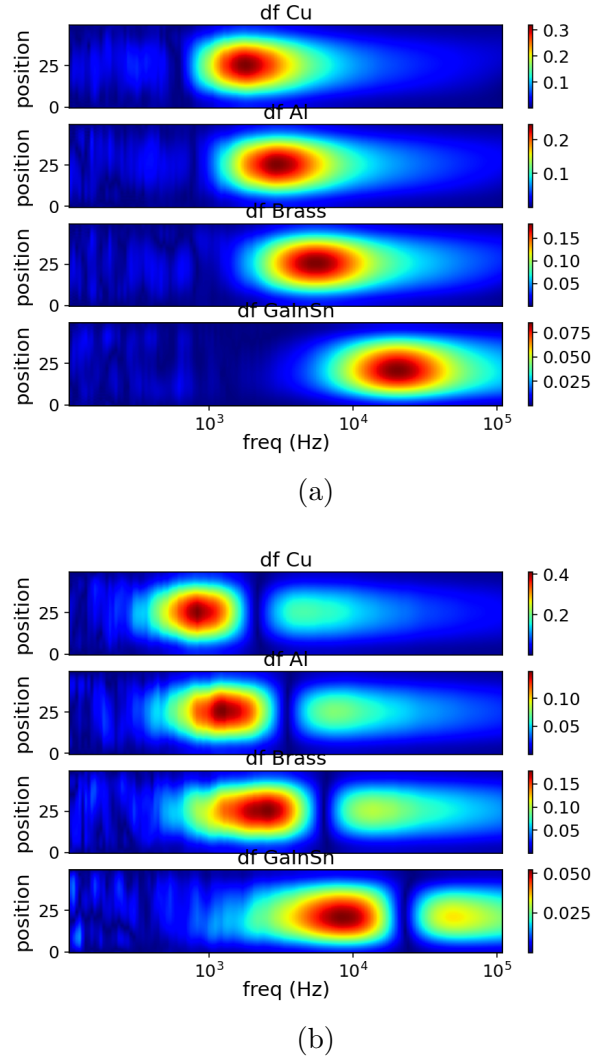 df Cu
position
25
0
0.3
0.2
0.1
df Al
position
25
0
0.2
0.1
df Brass
position
25
0
0.15
0.10
0.05
df GaInSn
position
25
0
0.075
0.050
0.025
10³ 10⁴ 10⁵
freq (Hz)
(a)
df Cu
position
25
0
0.4
0.2
df Al
position
25
0
0.10
0.05
df Brass
position
25
0
0.15
0.10
0.05
df GaInSn
position
25
0
0.050
0.025
10³ 10⁴ 10⁵
freq (Hz)
(b)